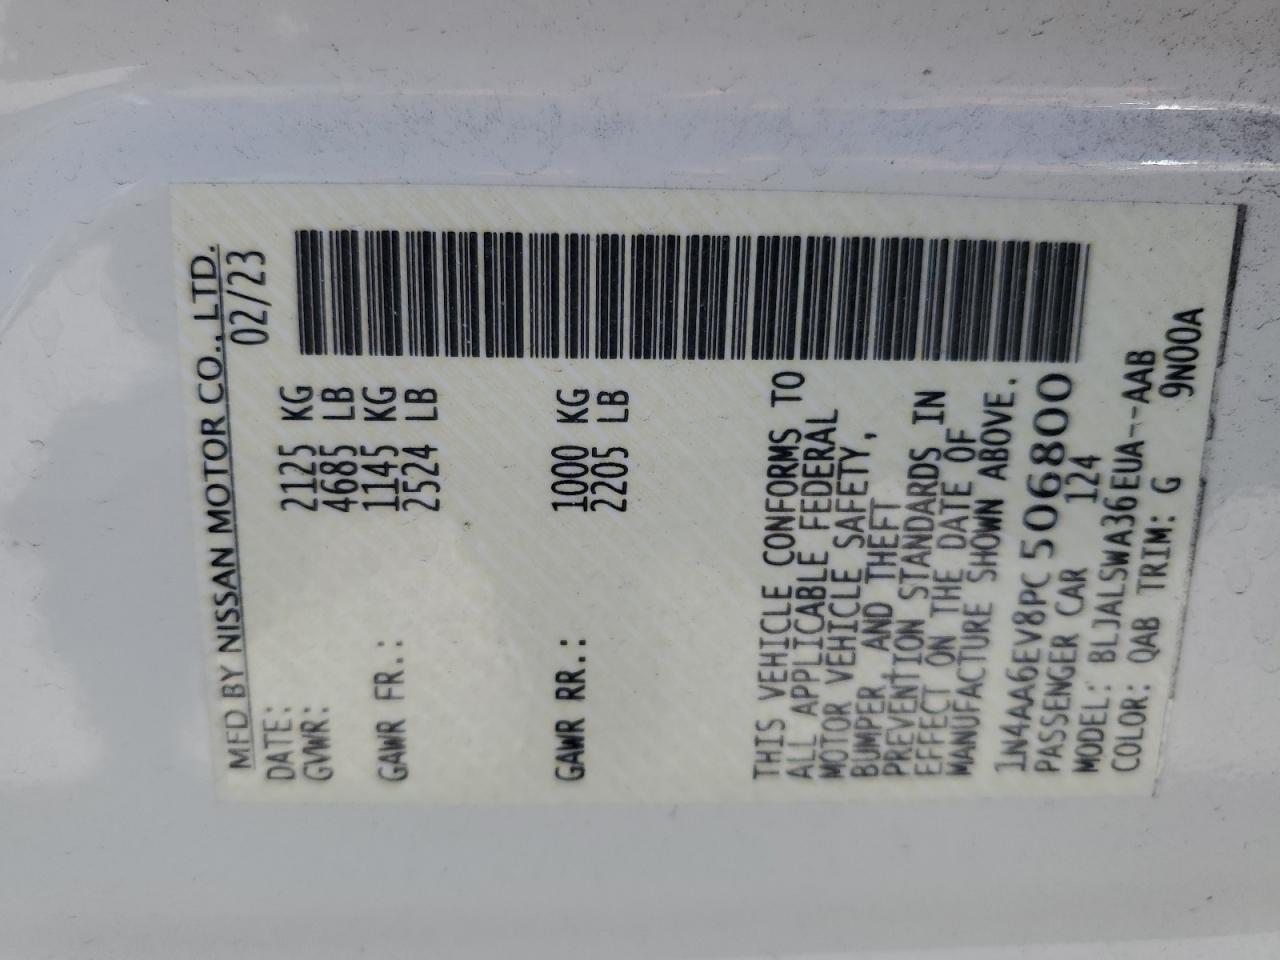 MFD BY NISSAN MOTOR CO., LTD.
DATE: 02/23
GVWR: 2125 KG
4685 LB
GAWR FR.: 1145 KG
2524 LB
GAWR RR.: 1000 KG
2205 LB
THIS VEHICLE CONFORMS TO
ALL APPLICABLE FEDERAL
MOTOR VEHICLE SAFETY,
BUMPER, AND THEFT
PREVENTION STANDARDS IN
EFFECT ON THE DATE OF
MANUFACTURE SHOWN ABOVE.
1N4AA6EV8PC506800
PASSENGER CAR 124
MODEL: BLJALSWA36EUA--AAB
COLOR: QAB TRIM: G 9N00A